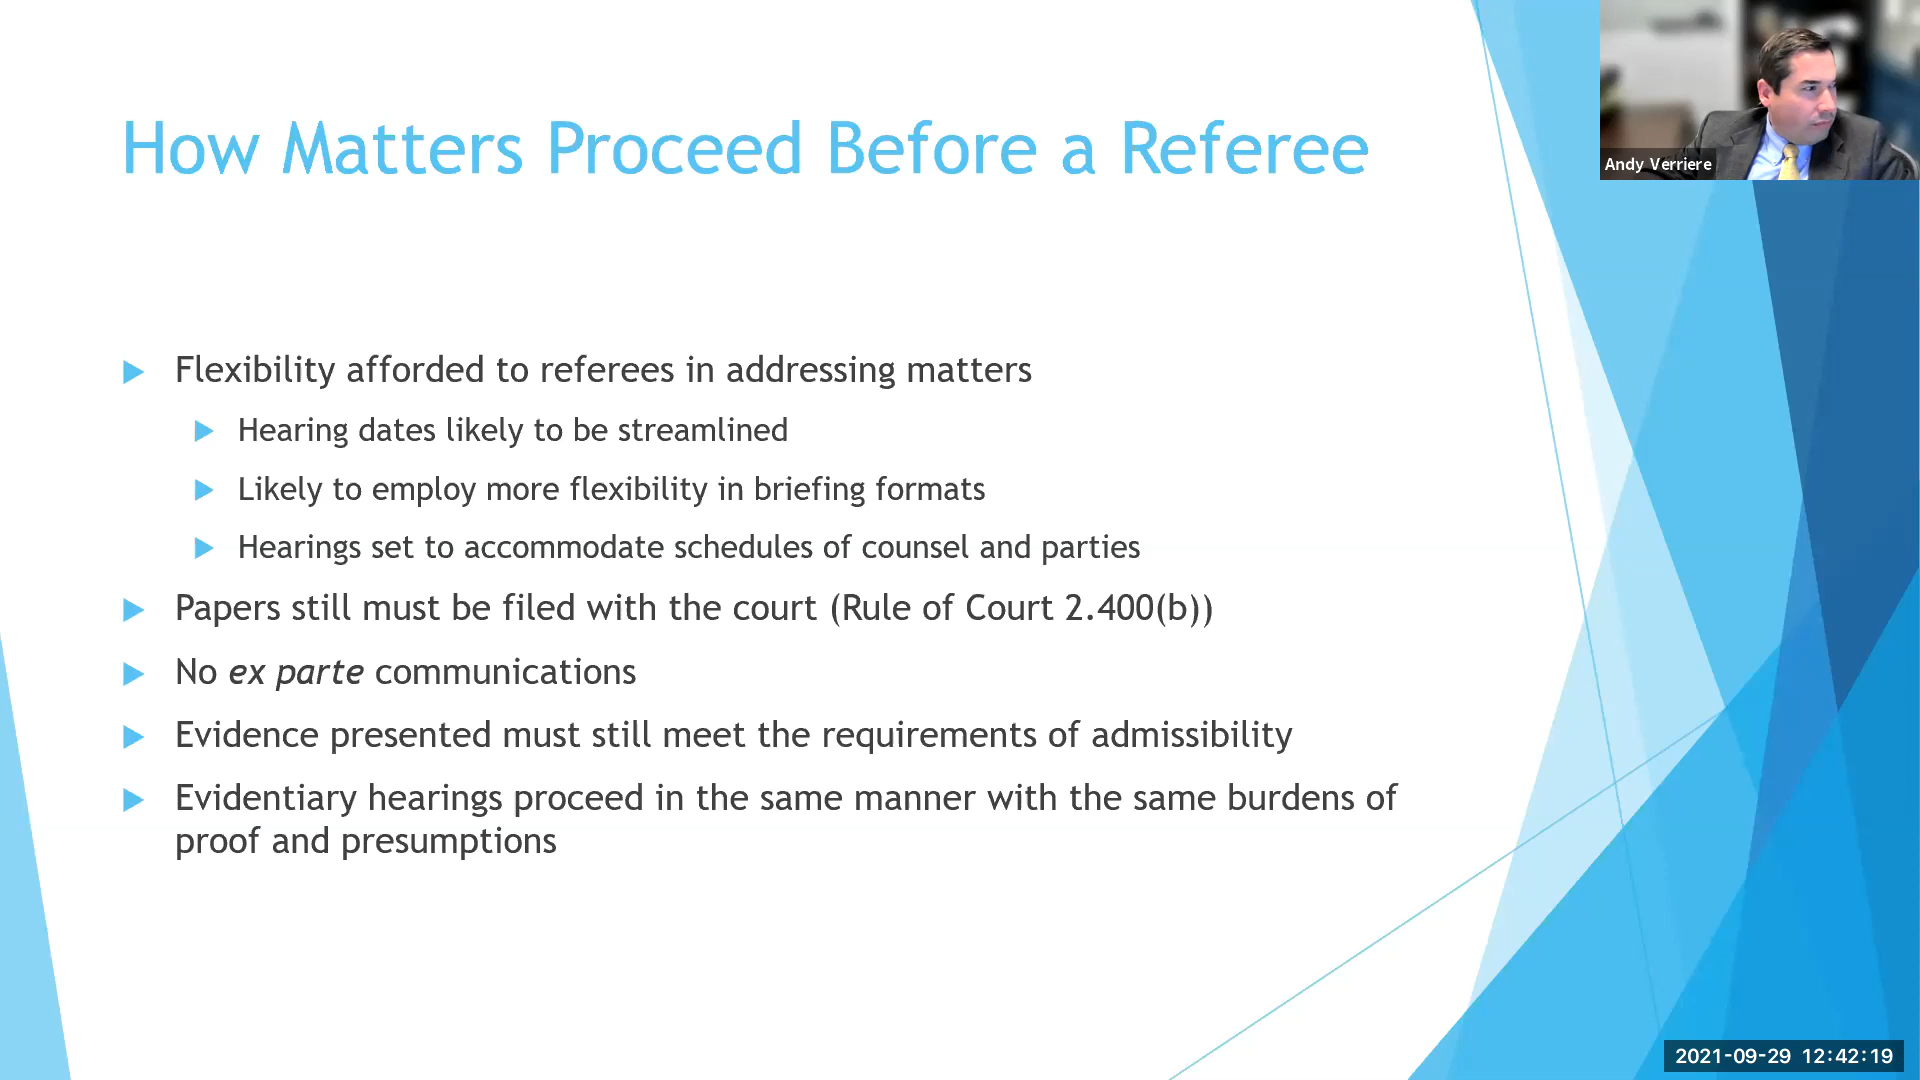 How Matters Proceed Before a Referee
Andy Verriere
Flexibility afforded to referees in addressing matters
Hearing dates likely to be streamlined
Likely to employ more flexibility in briefing formats
Hearings set to accommodate schedules of counsel and parties
Papers still must be filed with the court (Rule of Court 2.400(b))
No ex parte communications
Evidence presented must still meet the requirements of admissibility
Evidentiary hearings proceed in the same manner with the same burdens of
proof and presumptions
2021-09-29 12:42:19